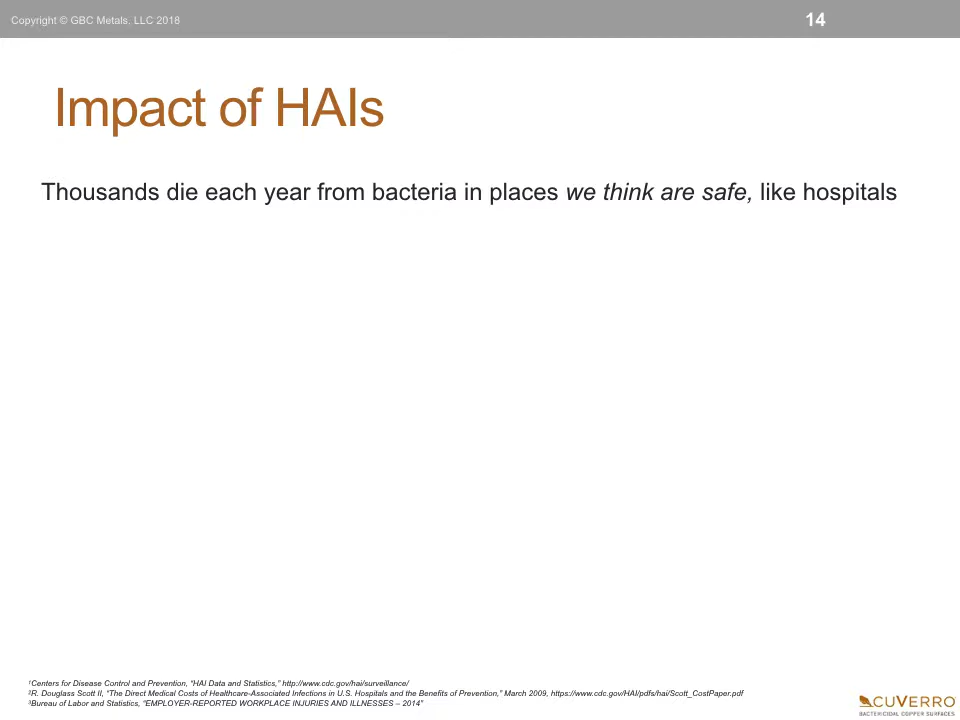 Copyright © GBC Metals, LLC 2018
14
Impact of HAIs
Thousands die each year from bacteria in places we think are safe, like hospitals
¹Centers for Disease Control and Prevention, “HAI Data and Statistics,” http://www.cdc.gov/hai/surveillance/
²R. Douglass Scott II, “The Direct Medical Costs of Healthcare-Associated Infections in U.S. Hospitals and the Benefits of Prevention,” March 2009, https://www.cdc.gov/HAI/pdfs/hai/Scott_CostPaper.pdf
³Bureau of Labor and Statistics, “EMPLOYER-REPORTED WORKPLACE INJURIES AND ILLNESSES – 2014”
CUVERRO
BACTERICIDAL COPPER SURFACES